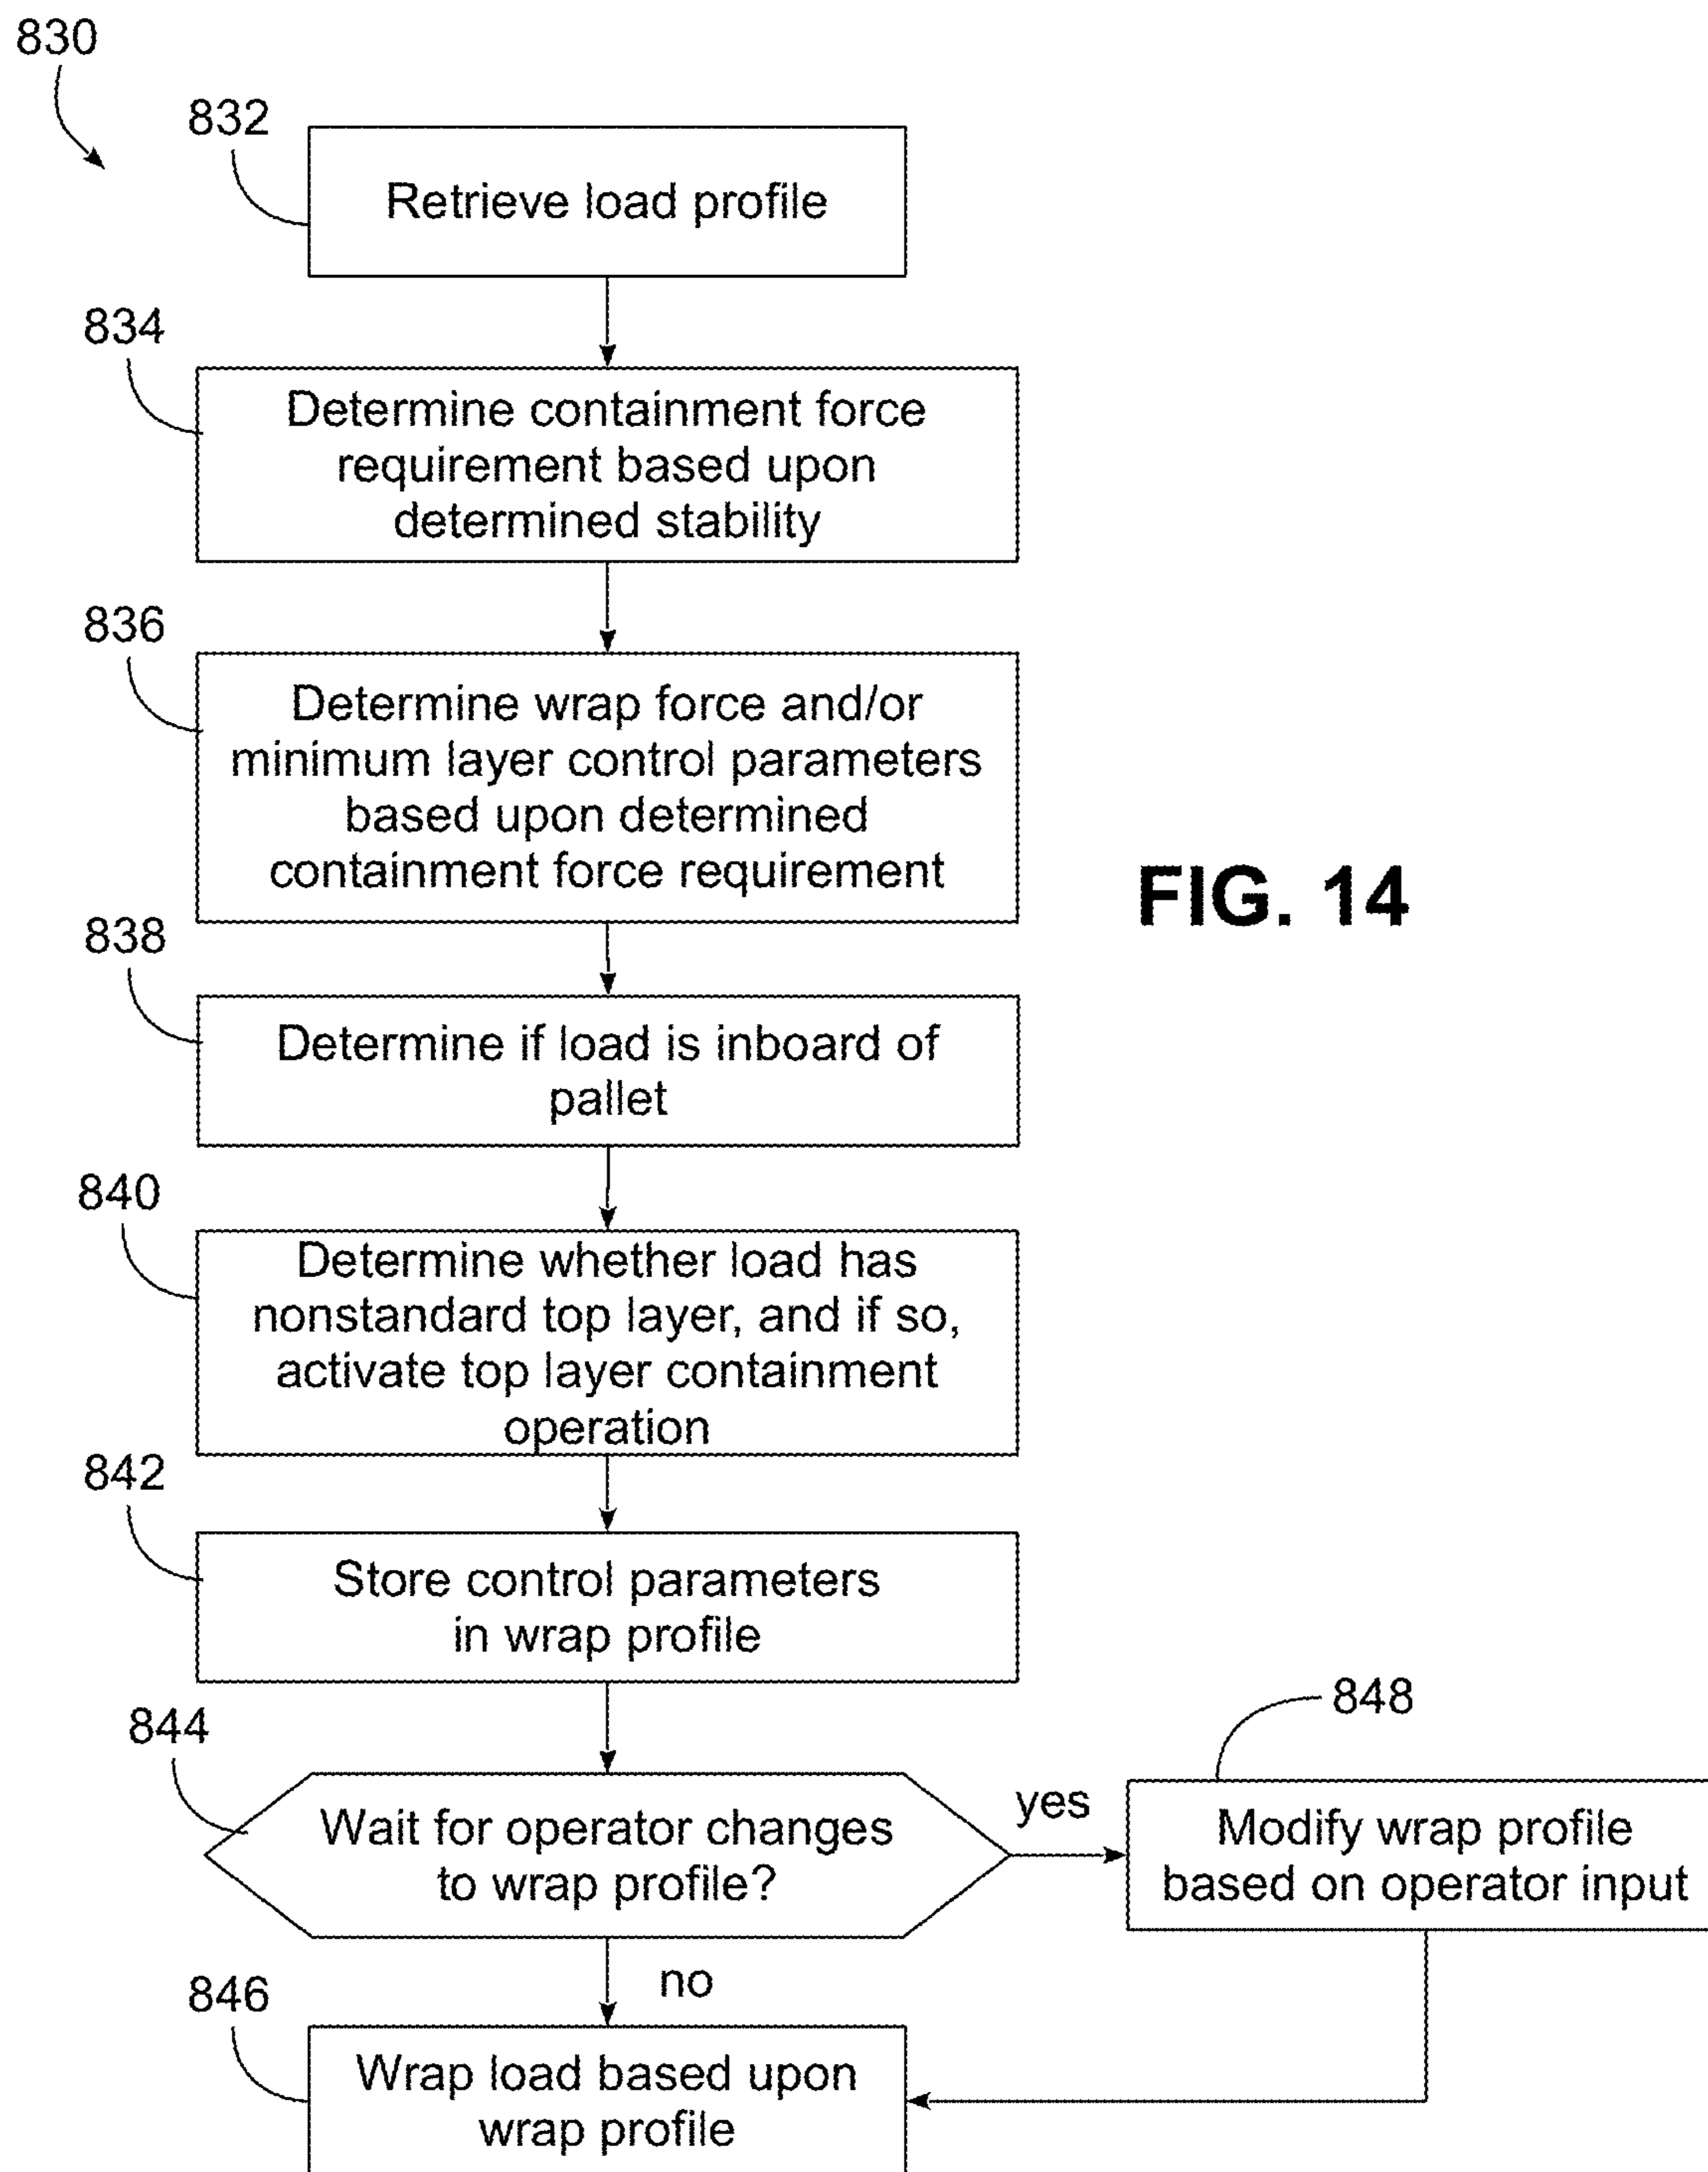 830
832
Retrieve load profile
834
Determine containment force
requirement based upon
determined stability
836
Determine wrap force and/or
minimum layer control parameters
based upon determined
containment force requirement
FIG. 14
838
Determine if load is inboard of
pallet
840
Determine whether load has
nonstandard top layer, and if so,
activate top layer containment
operation
842
Store control parameters
in wrap profile
844
Wait for operator changes
to wrap profile?
yes
848
Modify wrap profile
based on operator input
no
846
Wrap load based upon
wrap profile